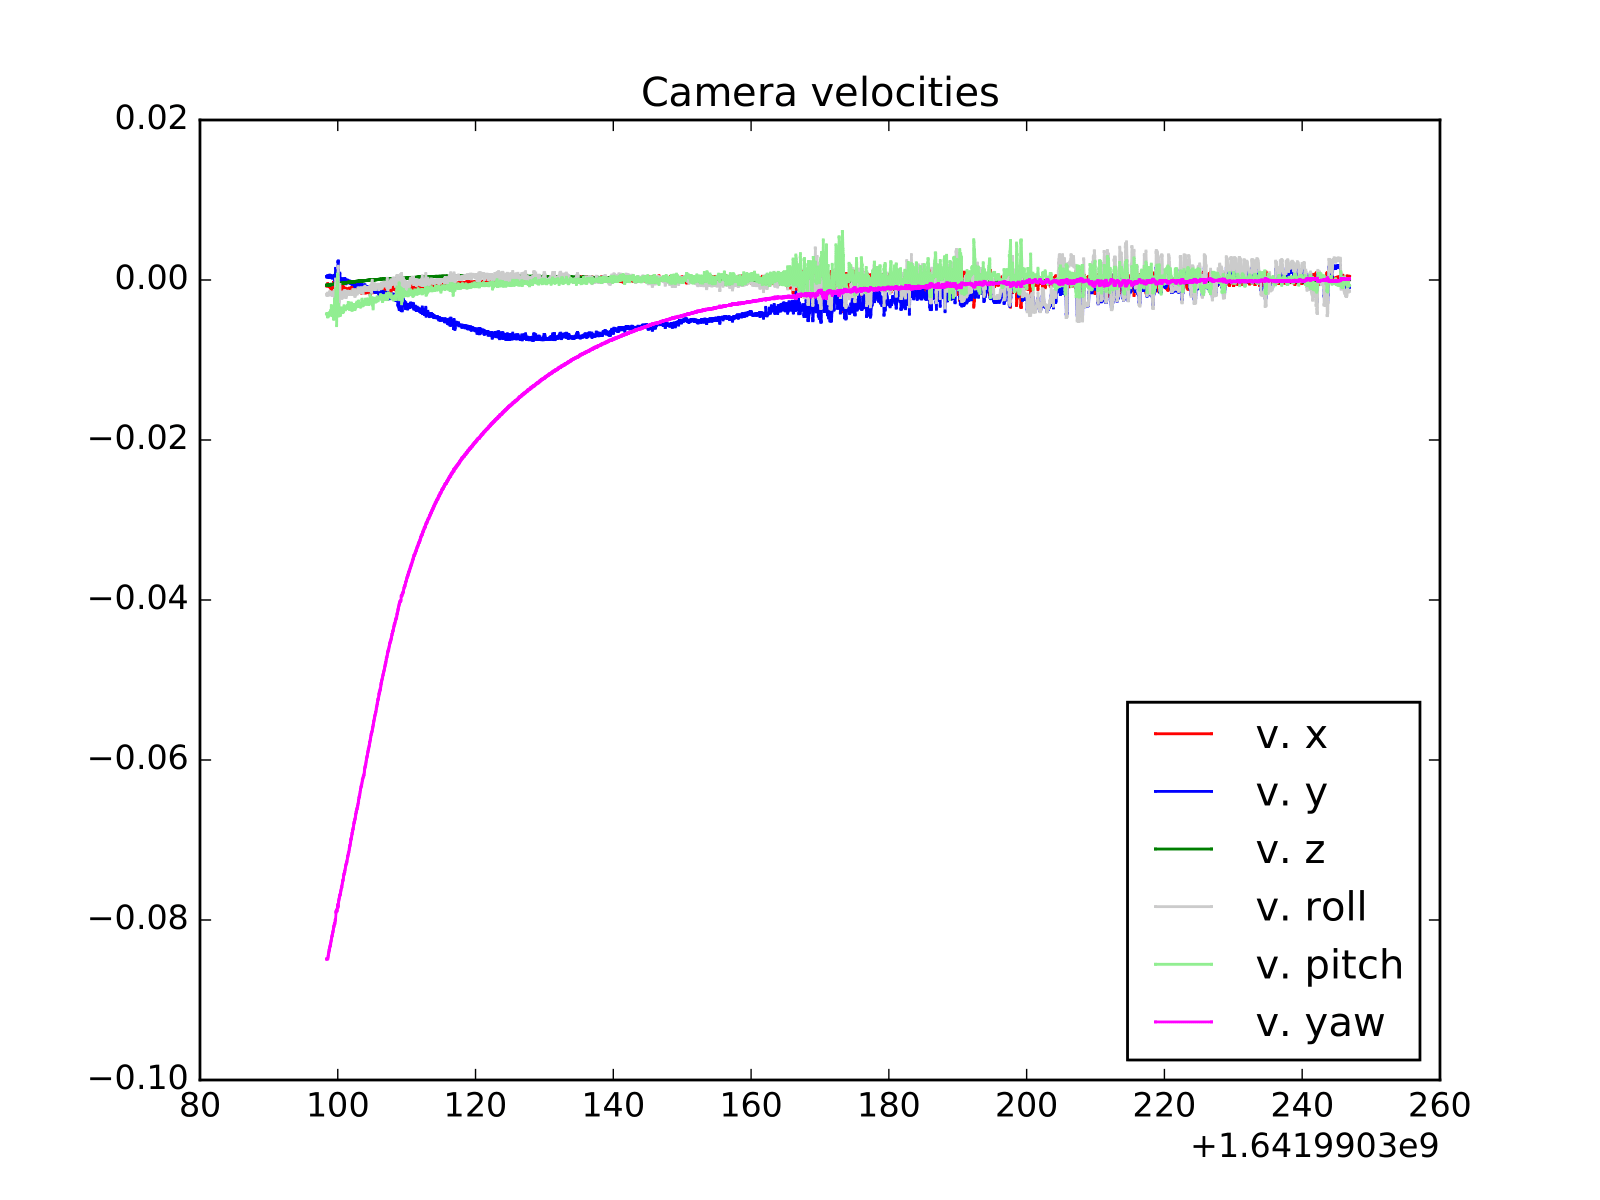 Camera velocities
0.02
0.00
−0.02
−0.04
−0.06
−0.08
−0.10
v. x
v. y
v. z
v. roll
v. pitch
v. yaw
80 100 120 140 160 180 200 220 240 260
+1.6419903e9